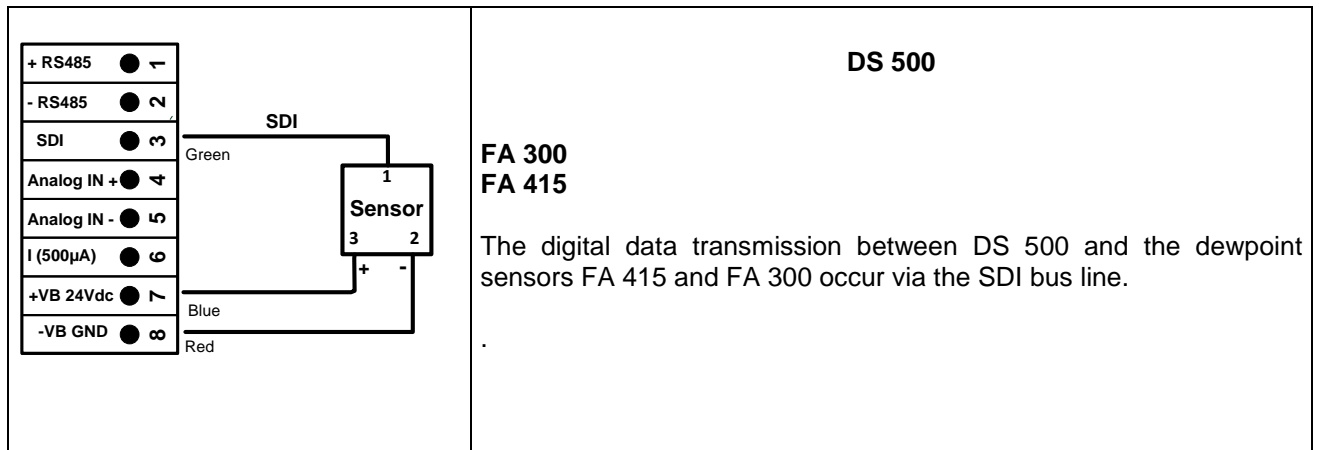 + RS485 1
- RS485 2
SDI 3
Analog IN + 4
Analog IN - 5
I (500µA) 6
+VB 24Vdc 7
-VB GND 8
SDI
Green
1
Sensor
3 2
+ -
Blue
Red
DS 500
FA 300
FA 415
The digital data transmission between DS 500 and the dewpoint
sensors FA 415 and FA 300 occur via the SDI bus line.
.